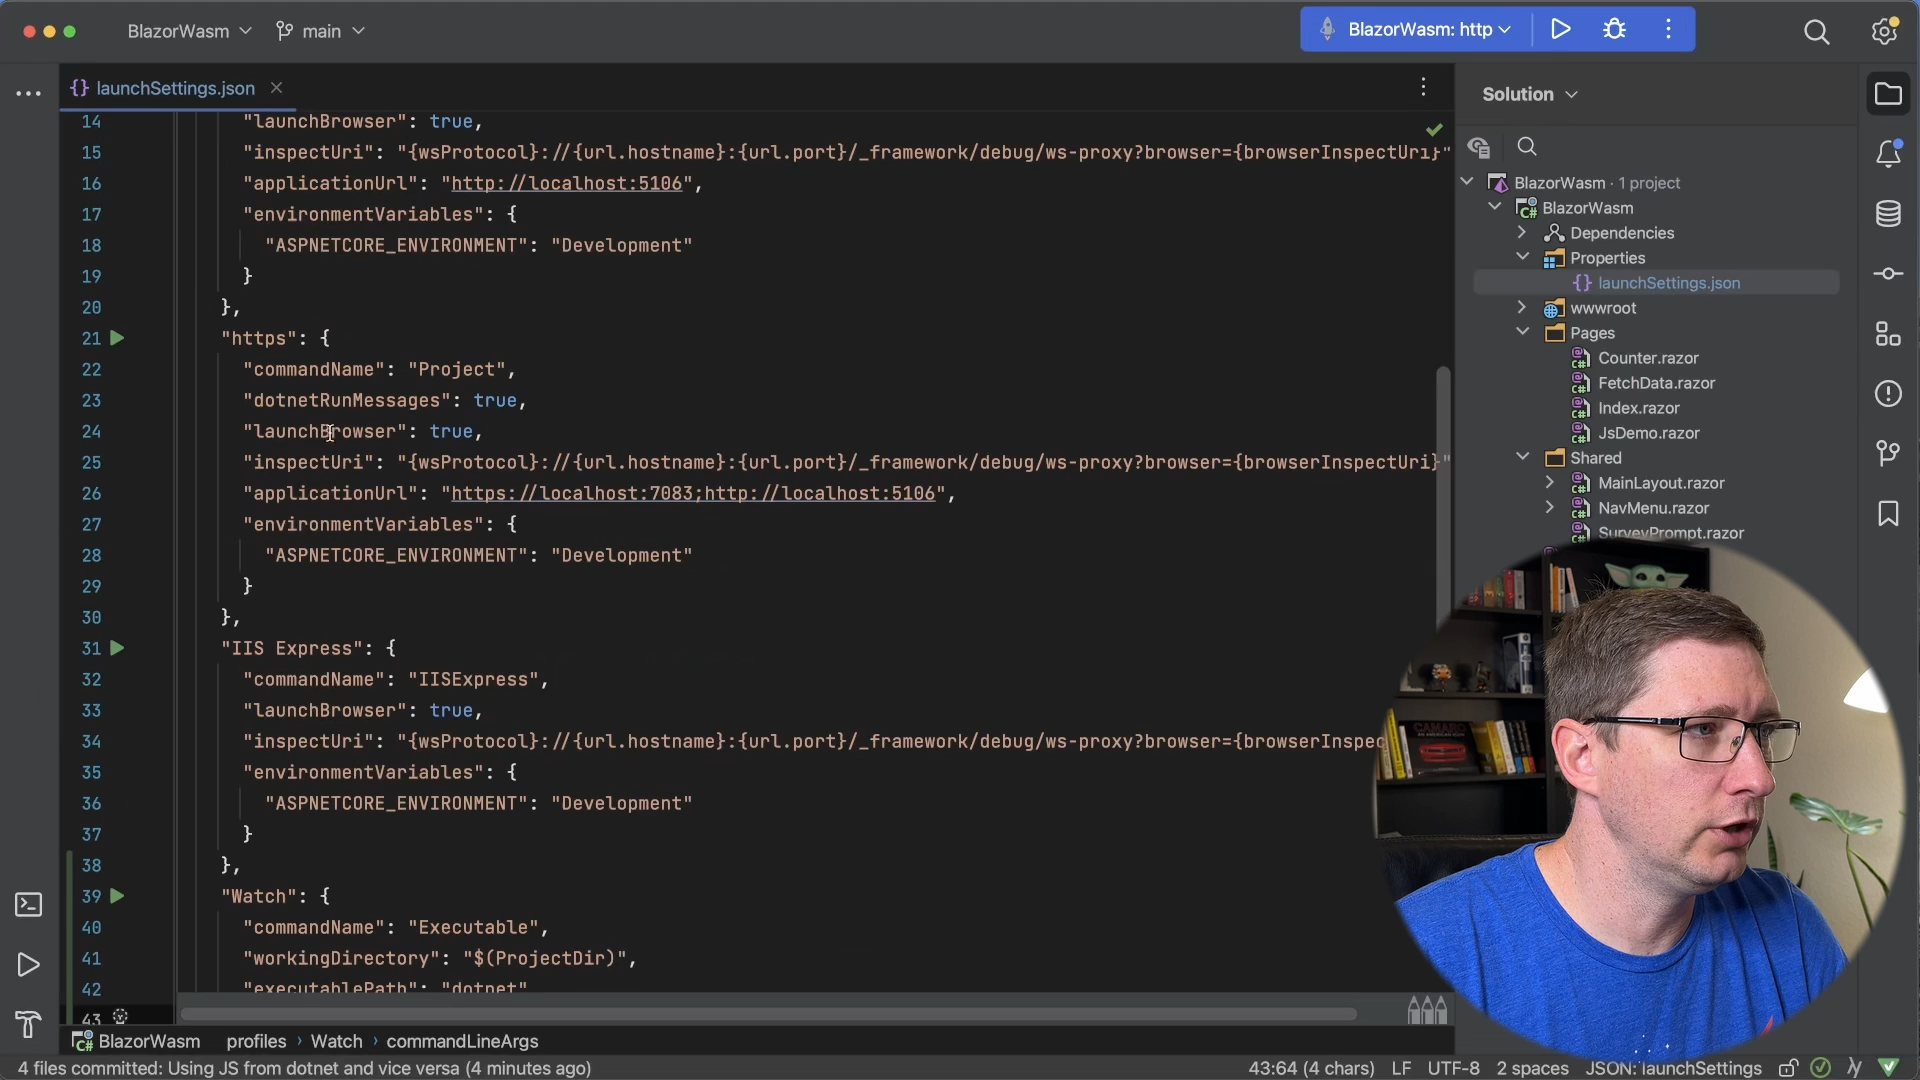 BlazorWasm
main
BlazorWasm: http
launchSettings.json
Solution
14 "launchBrowser": true,
15 "inspectUri": "{wsProtocol}://{url.hostname}:{url.port}/_framework/debug/ws-proxy?browser={browserInspectUri}"
16 "applicationUrl": "http://localhost:5106",
17 "environmentVariables": {
18 "ASPNETCORE_ENVIRONMENT": "Development"
19 }
20 },
21 "https": {
22 "commandName": "Project",
23 "dotnetRunMessages": true,
24 "launchBrowser": true,
25 "inspectUri": "{wsProtocol}://{url.hostname}:{url.port}/_framework/debug/ws-proxy?browser={browserInspectUri}"
26 "applicationUrl": "https://localhost:7083;http://localhost:5106",
27 "environmentVariables": {
28 "ASPNETCORE_ENVIRONMENT": "Development"
29 }
30 },
31 "IIS Express": {
32 "commandName": "IISExpress",
33 "launchBrowser": true,
34 "inspectUri": "{wsProtocol}://{url.hostname}:{url.port}/_framework/debug/ws-proxy?browser={browserInspec
35 "environmentVariables": {
36 "ASPNETCORE_ENVIRONMENT": "Development"
37 }
38 },
39 "Watch": {
40 "commandName": "Executable",
41 "workingDirectory": "$(ProjectDir)",
42 "executablePath": "dotnet"
43
BlazorWasm · 1 project
BlazorWasm
Dependencies
Properties
launchSettings.json
wwwroot
Pages
Counter.razor
FetchData.razor
Index.razor
JsDemo.razor
Shared
MainLayout.razor
NavMenu.razor
SurveyPrompt.razor
CAMARO
BlazorWasm profiles › Watch › commandLineArgs
4 files committed: Using JS from dotnet and vice versa (4 minutes ago)
43:64 (4 chars) LF UTF-8 2 spaces JSON: launchSettings